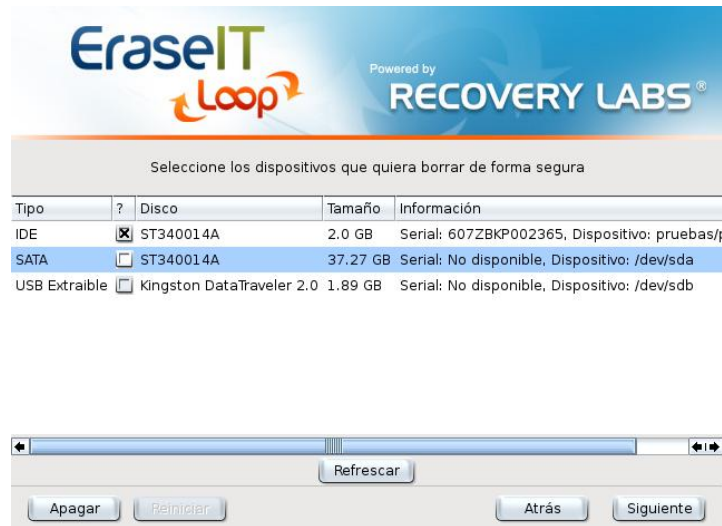 EraseIT
Loop
Powered by
RECOVERY LABS®
Seleccione los dispositivos que quiera borrar de forma segura
Tipo ? Disco Tamaño Información
IDE ST340014A 2.0 GB Serial: 607ZBKP002365, Dispositivo: pruebas/p
SATA ST340014A 37.27 GB Serial: No disponible, Dispositivo: /dev/sda
USB Extraible Kingston DataTraveler 2.0 1.89 GB Serial: No disponible, Dispositivo: /dev/sdb
Refrescar
Apagar Reiniciar Atrás Siguiente